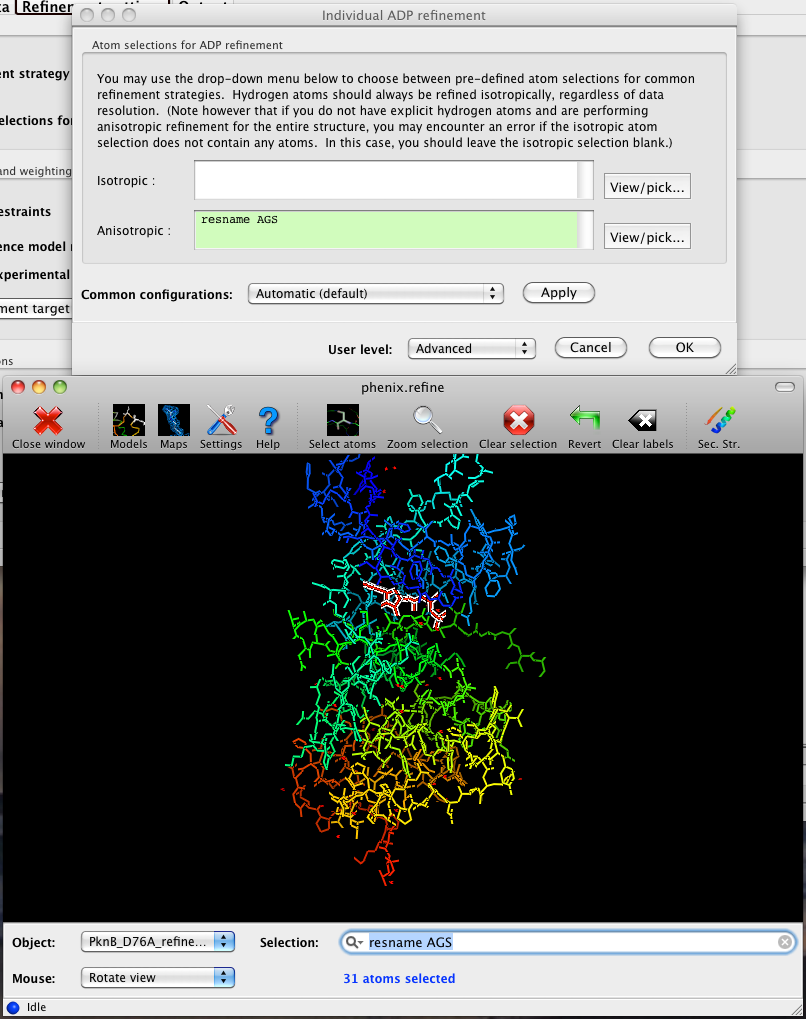 Individual ADP refinement
Atom selections for ADP refinement
ent strategy
You may use the drop-down menu below to choose between pre-defined atom selections for common
refinement strategies.  Hydrogen atoms should always be refined isotropically, regardless of data
resolution.  (Note however that if you do not have explicit hydrogen atoms and are performing
elections fo
anisotropic refinement for the entire structure, you may encounter an error if the isotropic atom
selection does not contain any atoms.  In this case, you should leave the isotropic selection blank.)
and weighting
Isotropic :
View/pick...
estraints
resname AGS
Anisotropic :
View/pick...
ence model
xperimental
Common configurations:
Automatic (default)
Apply
ment target
User level:
Advanced
Cancel
OK
ons
phenix.refine
Close window
Models
Maps
Settings
Help
Select atoms
Zoom selection
Clear selection
Revert
Clear labels
Sec. Str.
Object:
PknB_D76A_refine...
Selection:
resname AGS
Mouse:
Rotate view
31 atoms selected
Idle